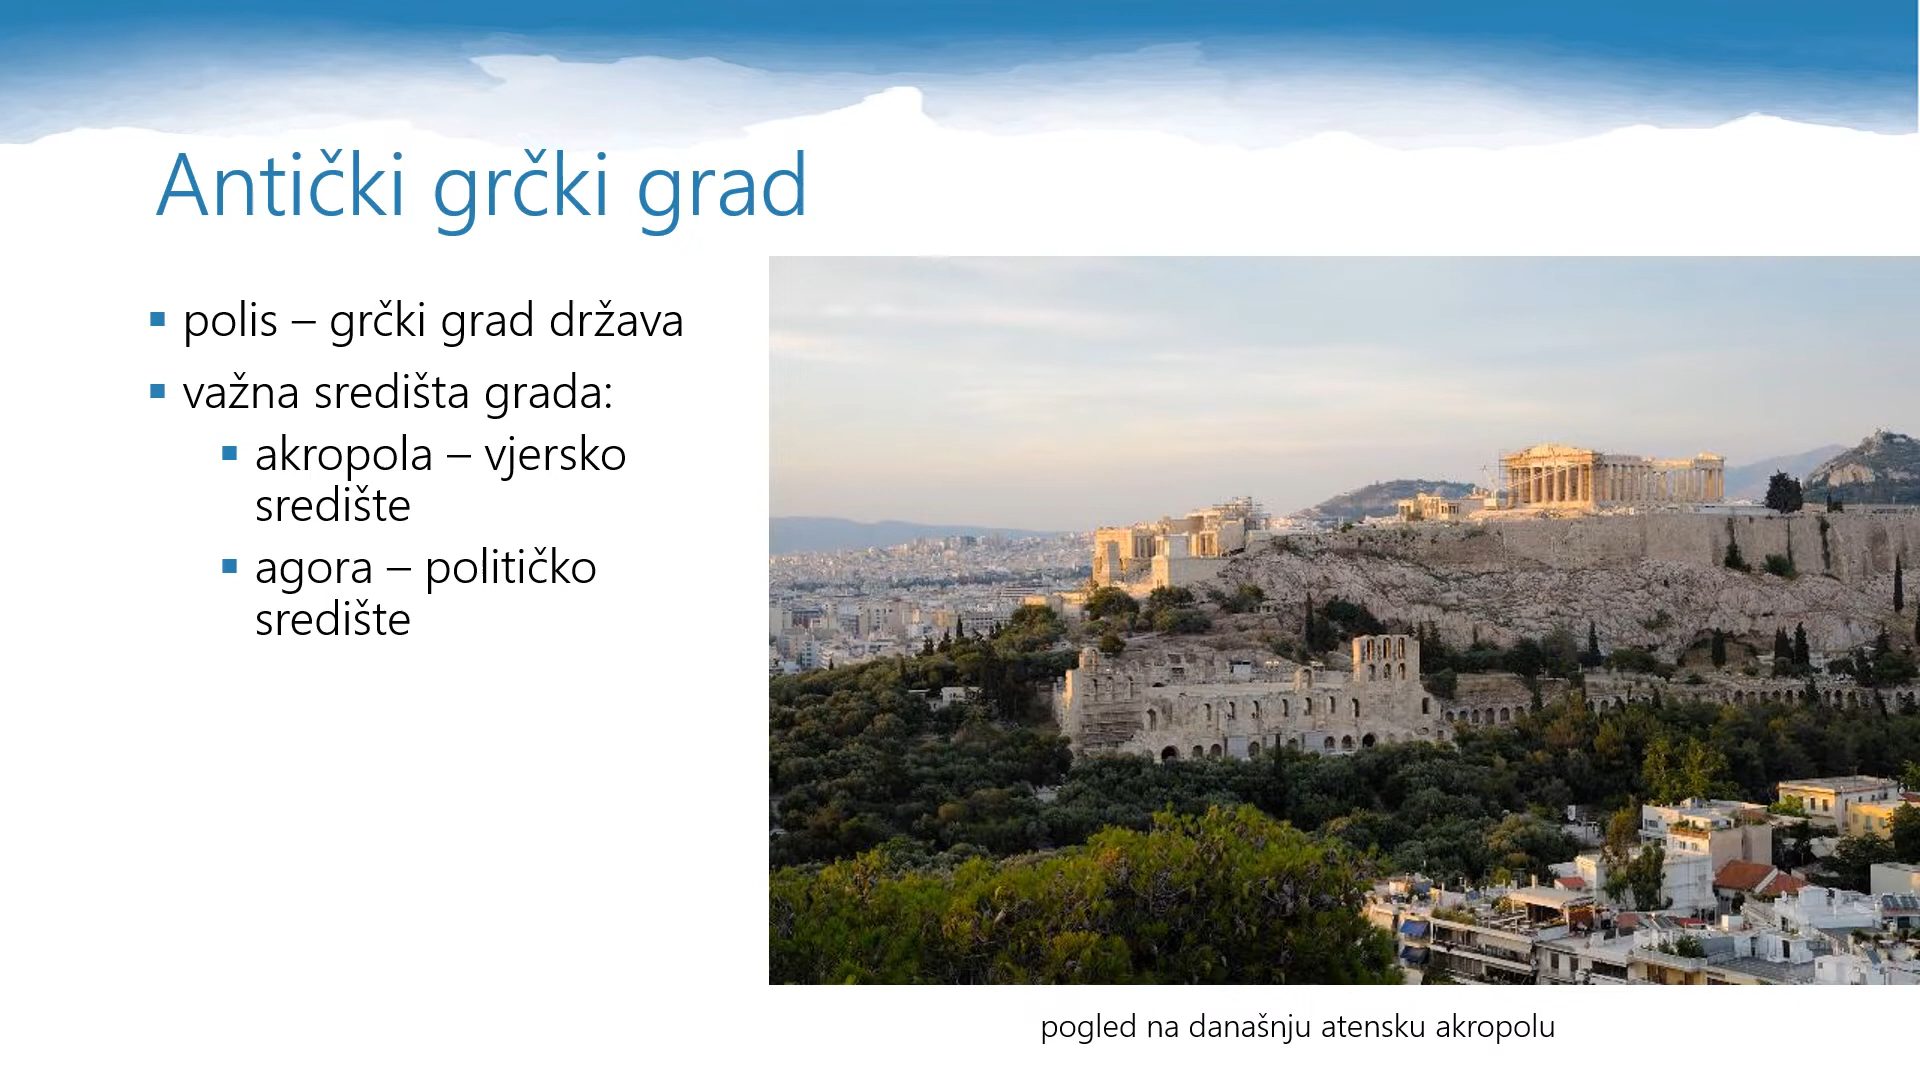 Antički grčki grad
polis – grčki grad država
važna središta grada:
akropola – vjersko
središte
agora – političko
središte
pogled na današnju atensku akropolu